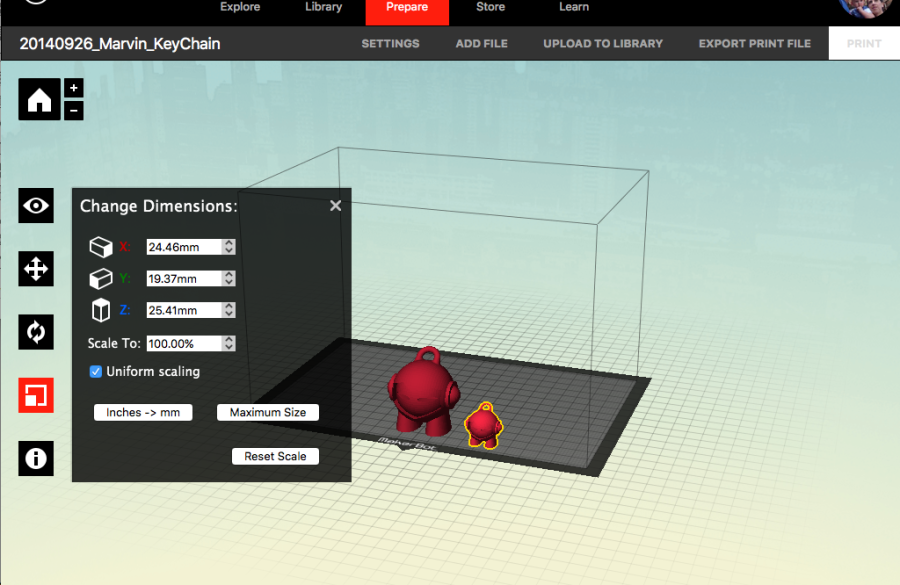 Explore Library Prepare Store Learn
20140926_Marvin_KeyChain SETTINGS ADD FILE UPLOAD TO LIBRARY EXPORT PRINT FILE PRINT
+
-
Change Dimensions: ×
X: 24.46mm
Y: 19.37mm
Z: 25.41mm
Scale To: 100.00%
Uniform scaling
Inches -> mm Maximum Size
Reset Scale
MakerBot